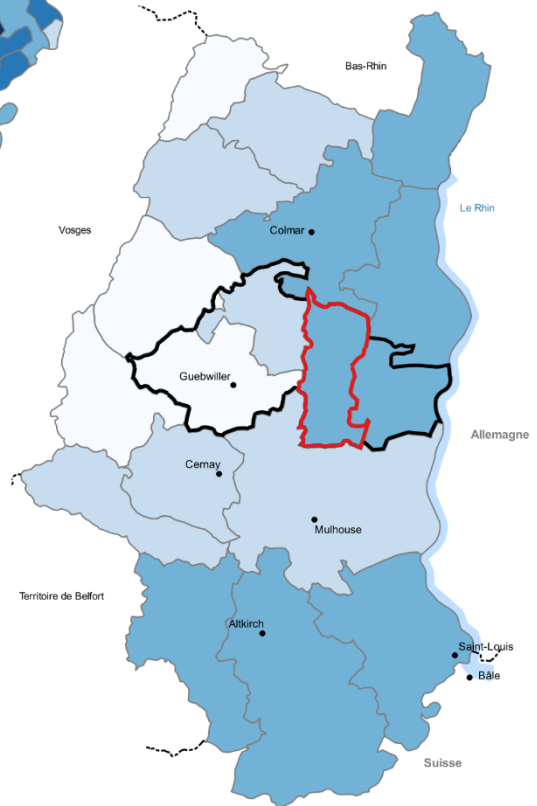 Bas-Rhin
Le Rhin
Vosges
Colmar
Guebwiller
Allemagne
Cernay
Mulhouse
Territoire de Belfort
Altkirch
Saint-Louis
Bâle
Suisse